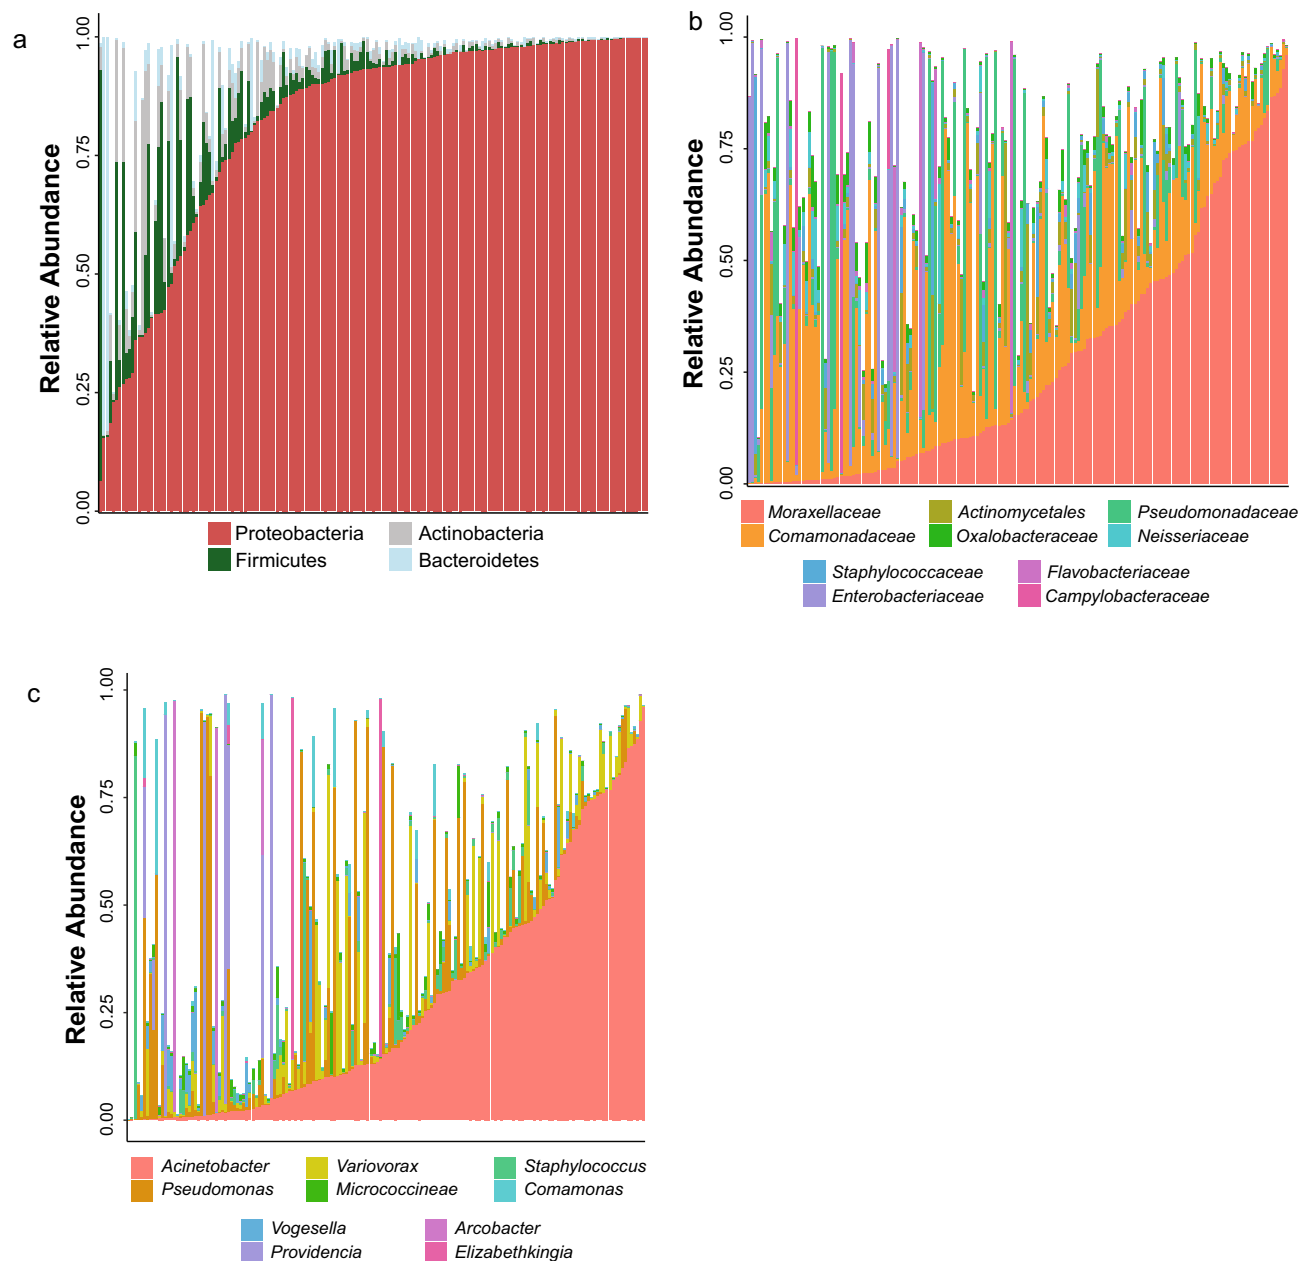 a
Relative Abundance
1.00
0.75
0.50
0.25
0.00
Proteobacteria
Actinobacteria
Firmicutes
Bacteroidetes
b
Relative Abundance
1.00
0.75
0.50
0.25
0.00
Moraxellaceae
Actinomycetales
Pseudomonadaceae
Comamonadaceae
Oxalobacteraceae
Neisseriaceae
Staphylococcaceae
Flavobacteriaceae
Enterobacteriaceae
Campylobacteraceae
c
Relative Abundance
1.00
0.75
0.50
0.25
0.00
Acinetobacter
Variovorax
Staphylococcus
Pseudomonas
Micrococcineae
Comamonas
Vogesella
Arcobacter
Providencia
Elizabethkingia